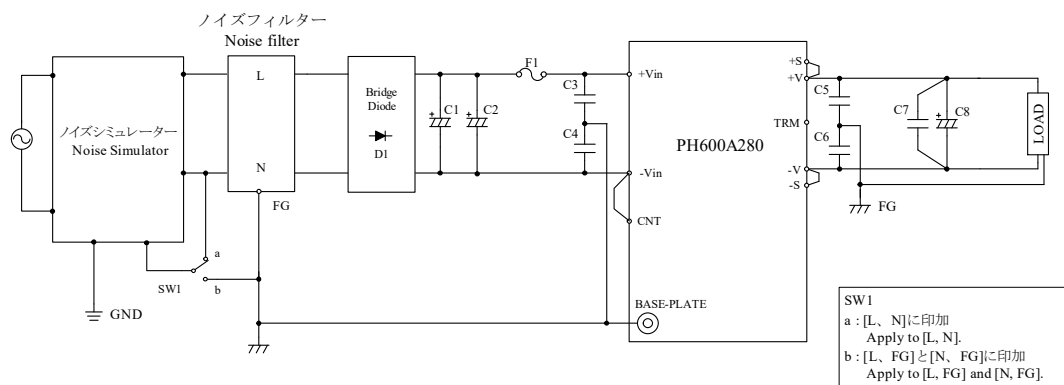 ノイズフィルター
Noise filter
ノイズシミュレーター
Noise Simulator
L
N
FG
Bridge
Diode
D1
C1
C2
F1
C3
C4
+Vin
-Vin
CNT
PH600A280
BASE-PLATE
+S
+V
TRM
-V
-S
C5
C6
C7
C8
LOAD
FG
a
b
SW1
GND
SW1
a : [L、N]に印加
Apply to [L, N].
b : [L、FG]と[N、FG]に印加
Apply to [L, FG] and [N, FG].